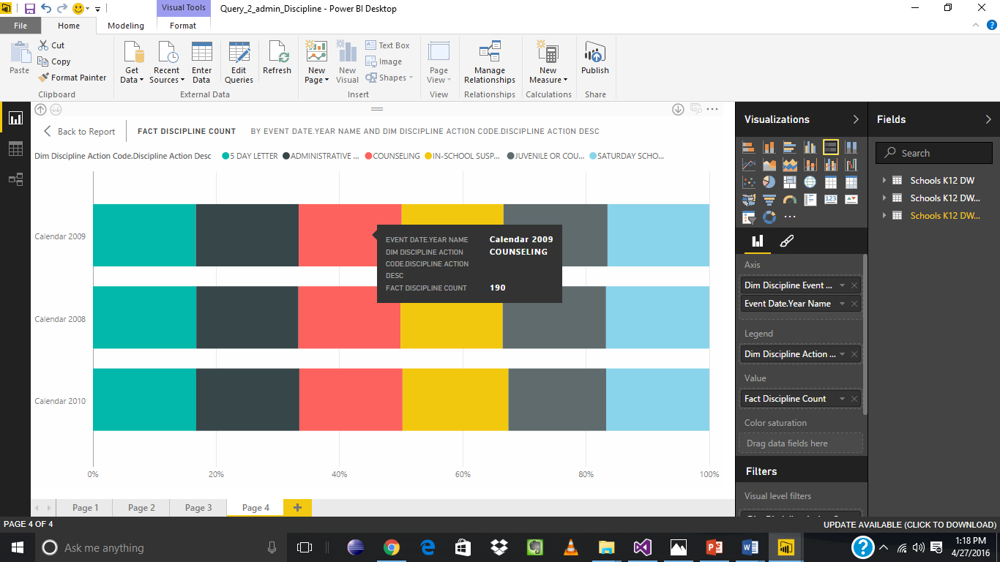 Visual Tools
Query_2_admin_Discipline - Power BI Desktop
File
Home
Modeling
Format
Paste
Cut
Copy
Format Painter
Clipboard
Get Data
Recent Sources
Enter Data
Edit Queries
Refresh
External Data
New Page
New Visual
Text Box
Image
Shapes
Insert
Page View
View
Manage Relationships
Relationships
New Measure
Calculations
Publish
Share
Back to Report
FACT DISCIPLINE COUNT
BY EVENT DATE.YEAR NAME AND DIM DISCIPLINE ACTION CODE.DISCIPLINE ACTION DESC
Dim Discipline Action Code.Discipline Action Desc
5 DAY LETTER
ADMINISTRATIVE ...
COUNSELING
IN-SCHOOL SUSP...
JUVENILE OR COU...
SATURDAY SCHO...
Calendar 2009
Calendar 2008
Calendar 2010
EVENT DATE.YEAR NAME Calendar 2009
DIM DISCIPLINE ACTION COUNSELING
CODE.DISCIPLINE ACTION
DESC
FACT DISCIPLINE COUNT 190
0% 20% 40% 60% 80% 100%
Page 1
Page 2
Page 3
Page 4
PAGE 4 OF 4
UPDATE AVAILABLE (CLICK TO DOWNLOAD)
Visualizations
123
Axis
Dim Discipline Event ...
Event Date.Year Name
Legend
Dim Discipline Action ...
Value
Fact Discipline Count
Color saturation
Drag data fields here
Filters
Visual level filters
Fields
Search
Schools K12 DW
Schools K12 DW...
Schools K12 DW...
Ask me anything
1:18 PM
4/27/2016